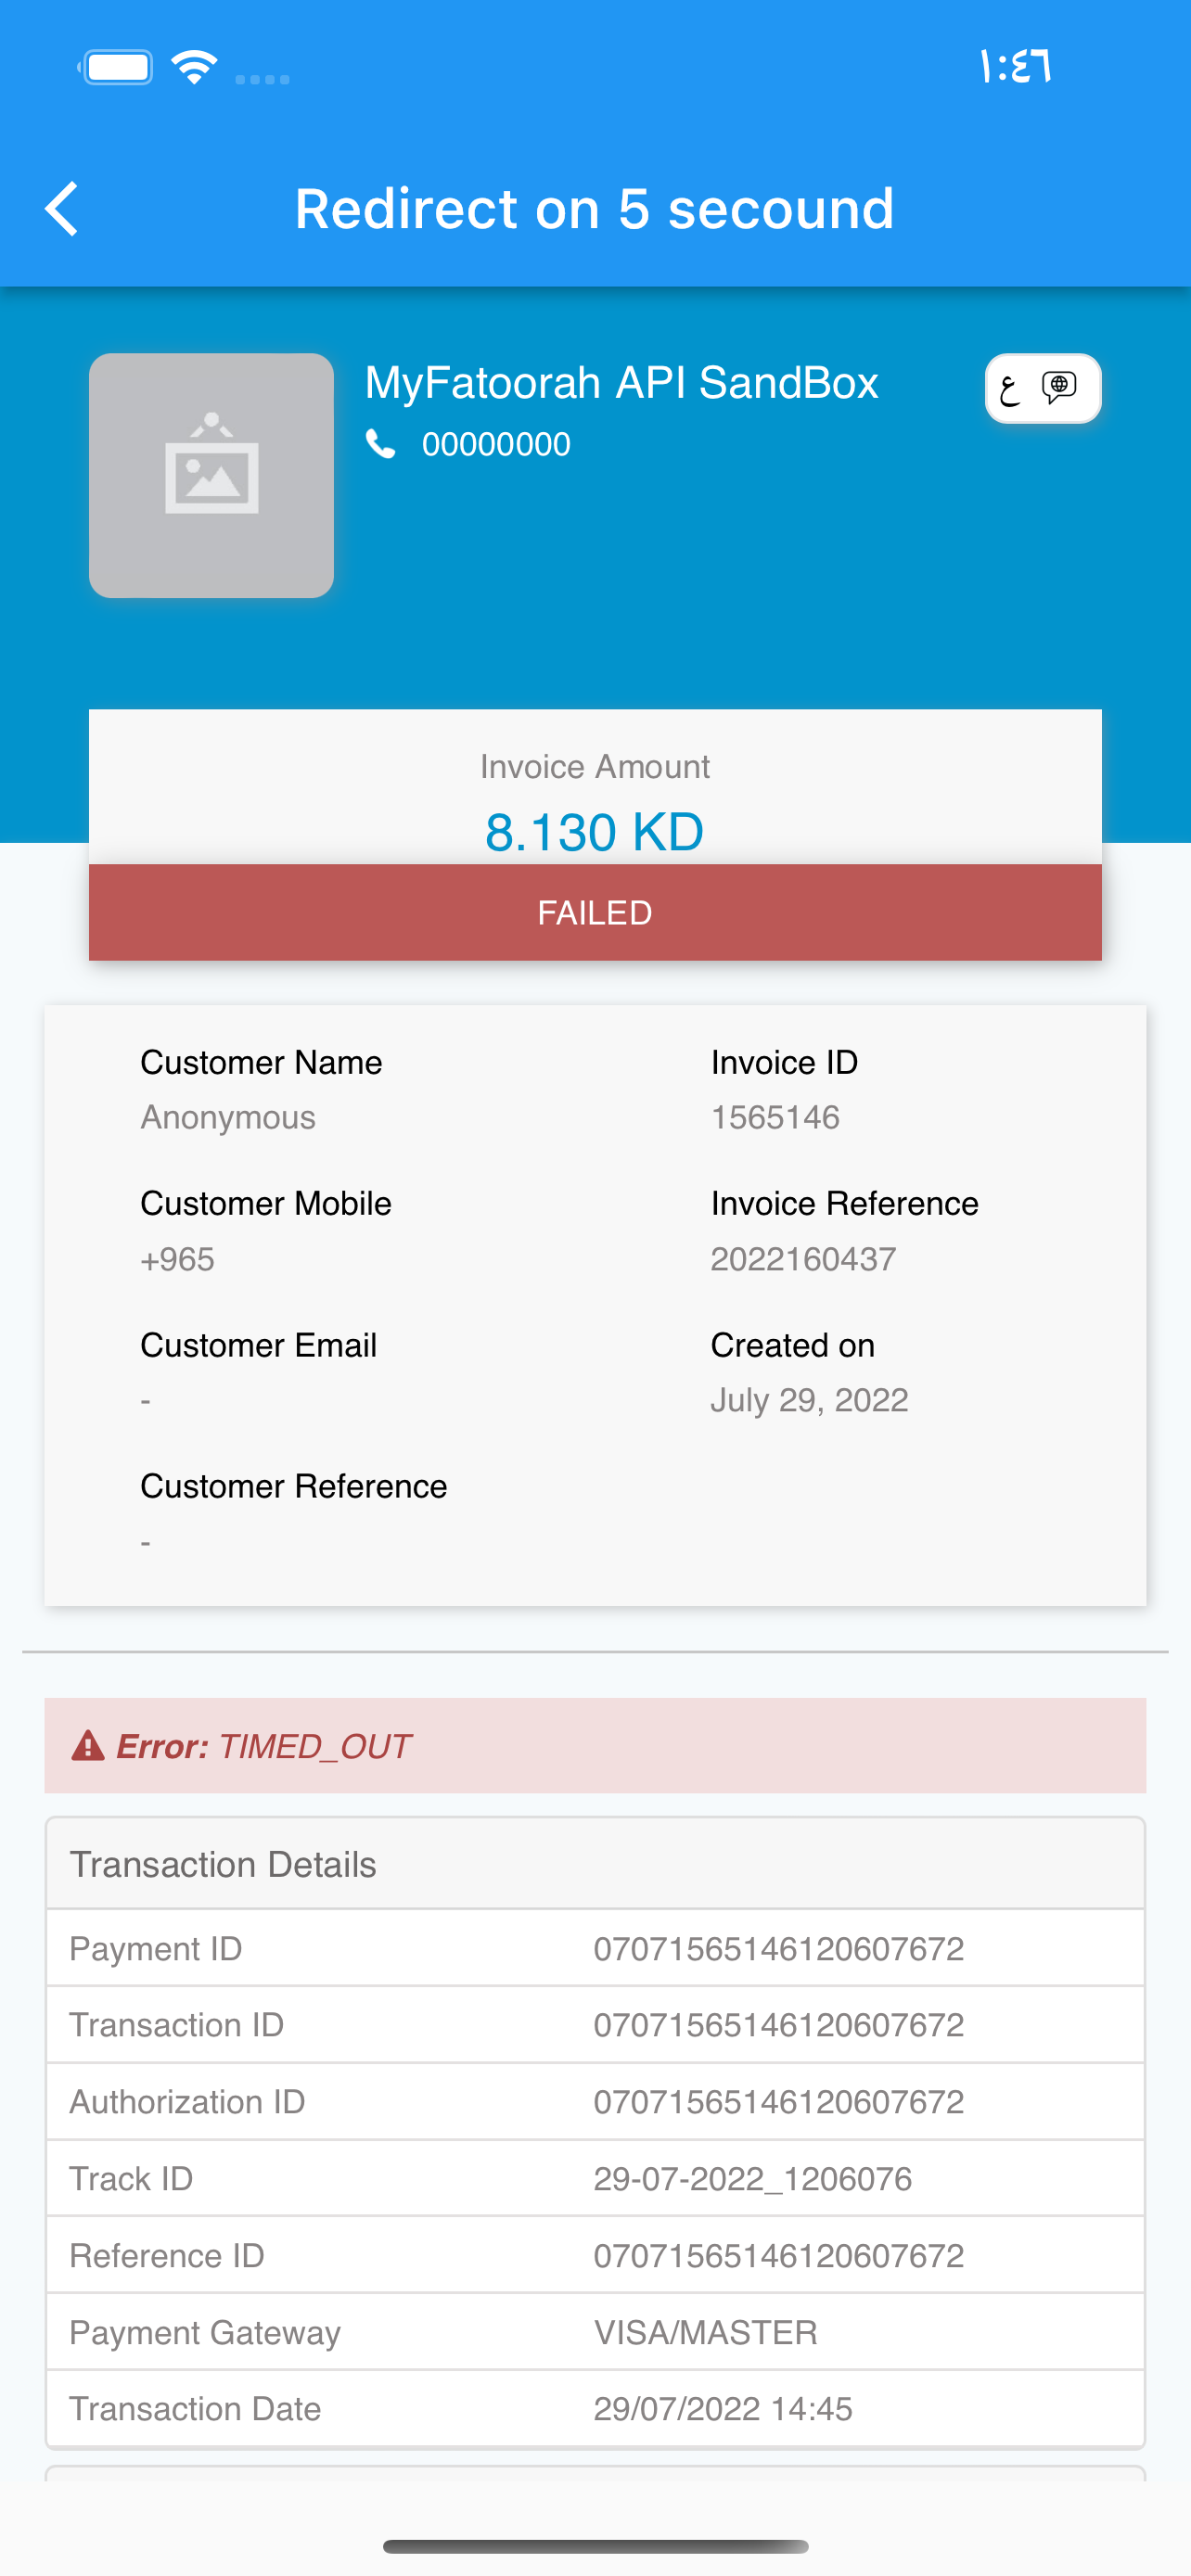 ١:٤٦
Redirect on 5 secound
MyFatoorah API SandBox
ع
00000000
Invoice Amount
8.130 KD
FAILED
Customer Name
Anonymous
Invoice ID
1565146
Customer Mobile
+965
Invoice Reference
2022160437
Customer Email
-
Created on
July 29, 2022
Customer Reference
-
Error: TIMED_OUT
Transaction Details
Payment ID 07071565146120607672
Transaction ID 07071565146120607672
Authorization ID 07071565146120607672
Track ID 29-07-2022_1206076
Reference ID 07071565146120607672
Payment Gateway VISA/MASTER
Transaction Date 29/07/2022 14:45